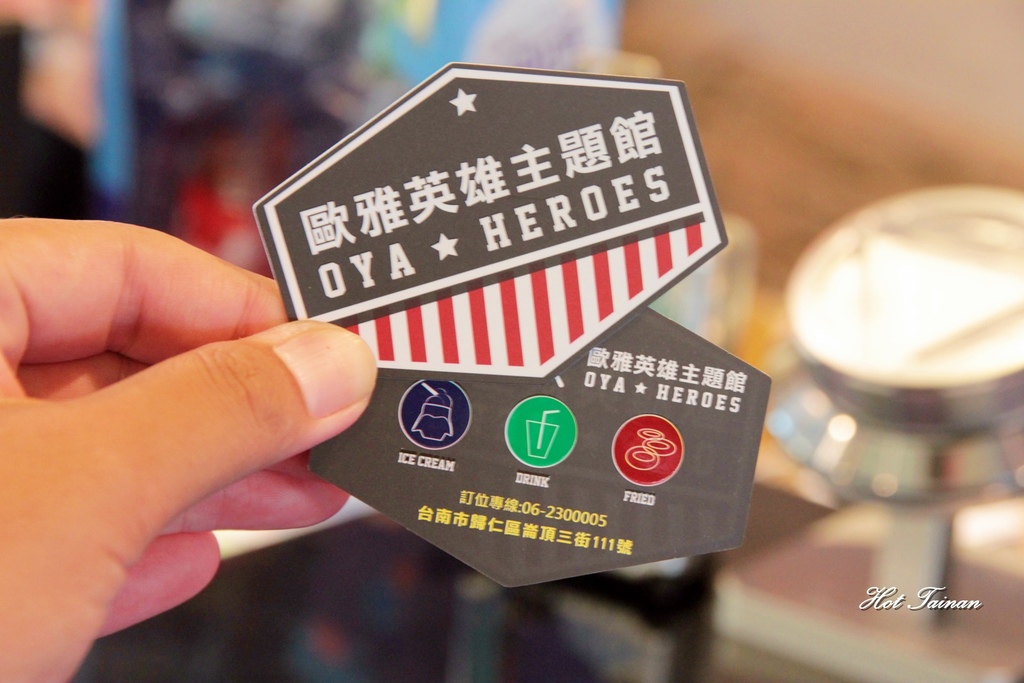 歐雅英雄主題館
OYA ★ HEROES
歐雅英雄主題館
OYA ★ HEROES
ICE CREAM
DRINK
FRIED
訂位專線:06-2300005
台南市歸仁區崙頂三街111號
Hot Tainan